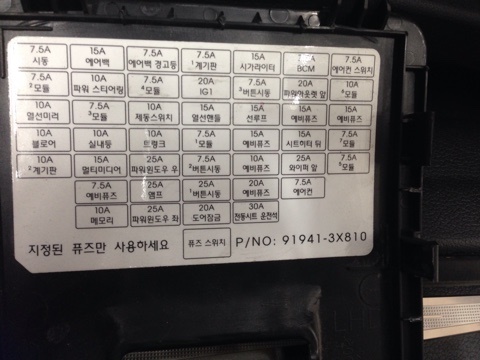 7.5A 15A 7.5A 7.5A 15A 7.5A 7.5A
시동 에어백 에어백 경고등 ¹계기판 시가라이터 BCM 에어컨 스위치
7.5A 10A 7.5A 20A 7.5A 20A 10A
²모듈 파워 스티어링 ⁴모듈 IG1 ³버튼시동 파워아웃렛 앞 ⁶모듈
10A 7.5A 10A 15A 15A 15A 15A
열선미러 ³모듈 제동스위치 열선핸들 선루프 예비퓨즈 예비퓨즈
10A 10A 10A 7.5A 15A 15A 7.5A
블로어 실내등 트렁크 ¹모듈 예비퓨즈 시트히터 뒤 ⁷모듈
10A 15A 25A 7.5A 10A 25A 7.5A
²계기판 멀티미디어 파워윈도우 우 ²버튼시동 예비퓨즈 와이퍼 앞 ⁵모듈
7.5A 25A 25A 20A 7.5A
예비퓨즈 앰프 ¹버튼시동 예비퓨즈 에어컨
10A 25A 20A 30A
메모리 파워윈도우 좌 도어잠금 전동시트 운전석
지정된 퓨즈만 사용하세요 퓨즈 스위치 P/NO: 91941-3X810